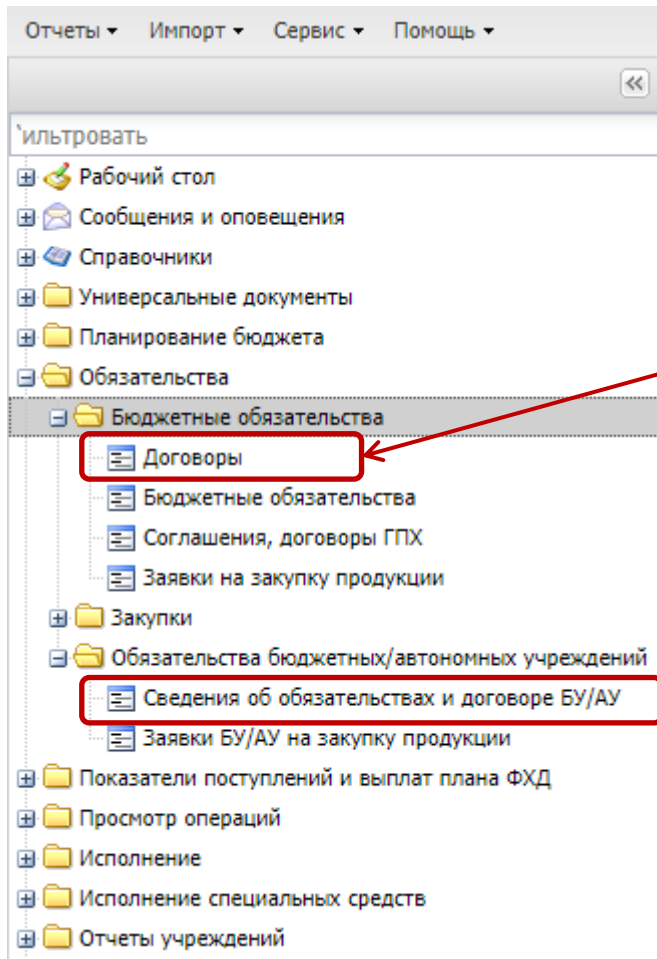 Отчеты Импорт Сервис Помощь
ильтровать
Рабочий стол
Сообщения и оповещения
Справочники
Универсальные документы
Планирование бюджета
Обязательства
Бюджетные обязательства
Договоры
Бюджетные обязательства
Соглашения, договоры ГПХ
Заявки на закупку продукции
Закупки
Обязательства бюджетных/автономных учреждений
Сведения об обязательствах и договоре БУ/АУ
Заявки БУ/АУ на закупку продукции
Показатели поступлений и выплат плана ФХД
Просмотр операций
Исполнение
Исполнение специальных средств
Отчеты учреждений